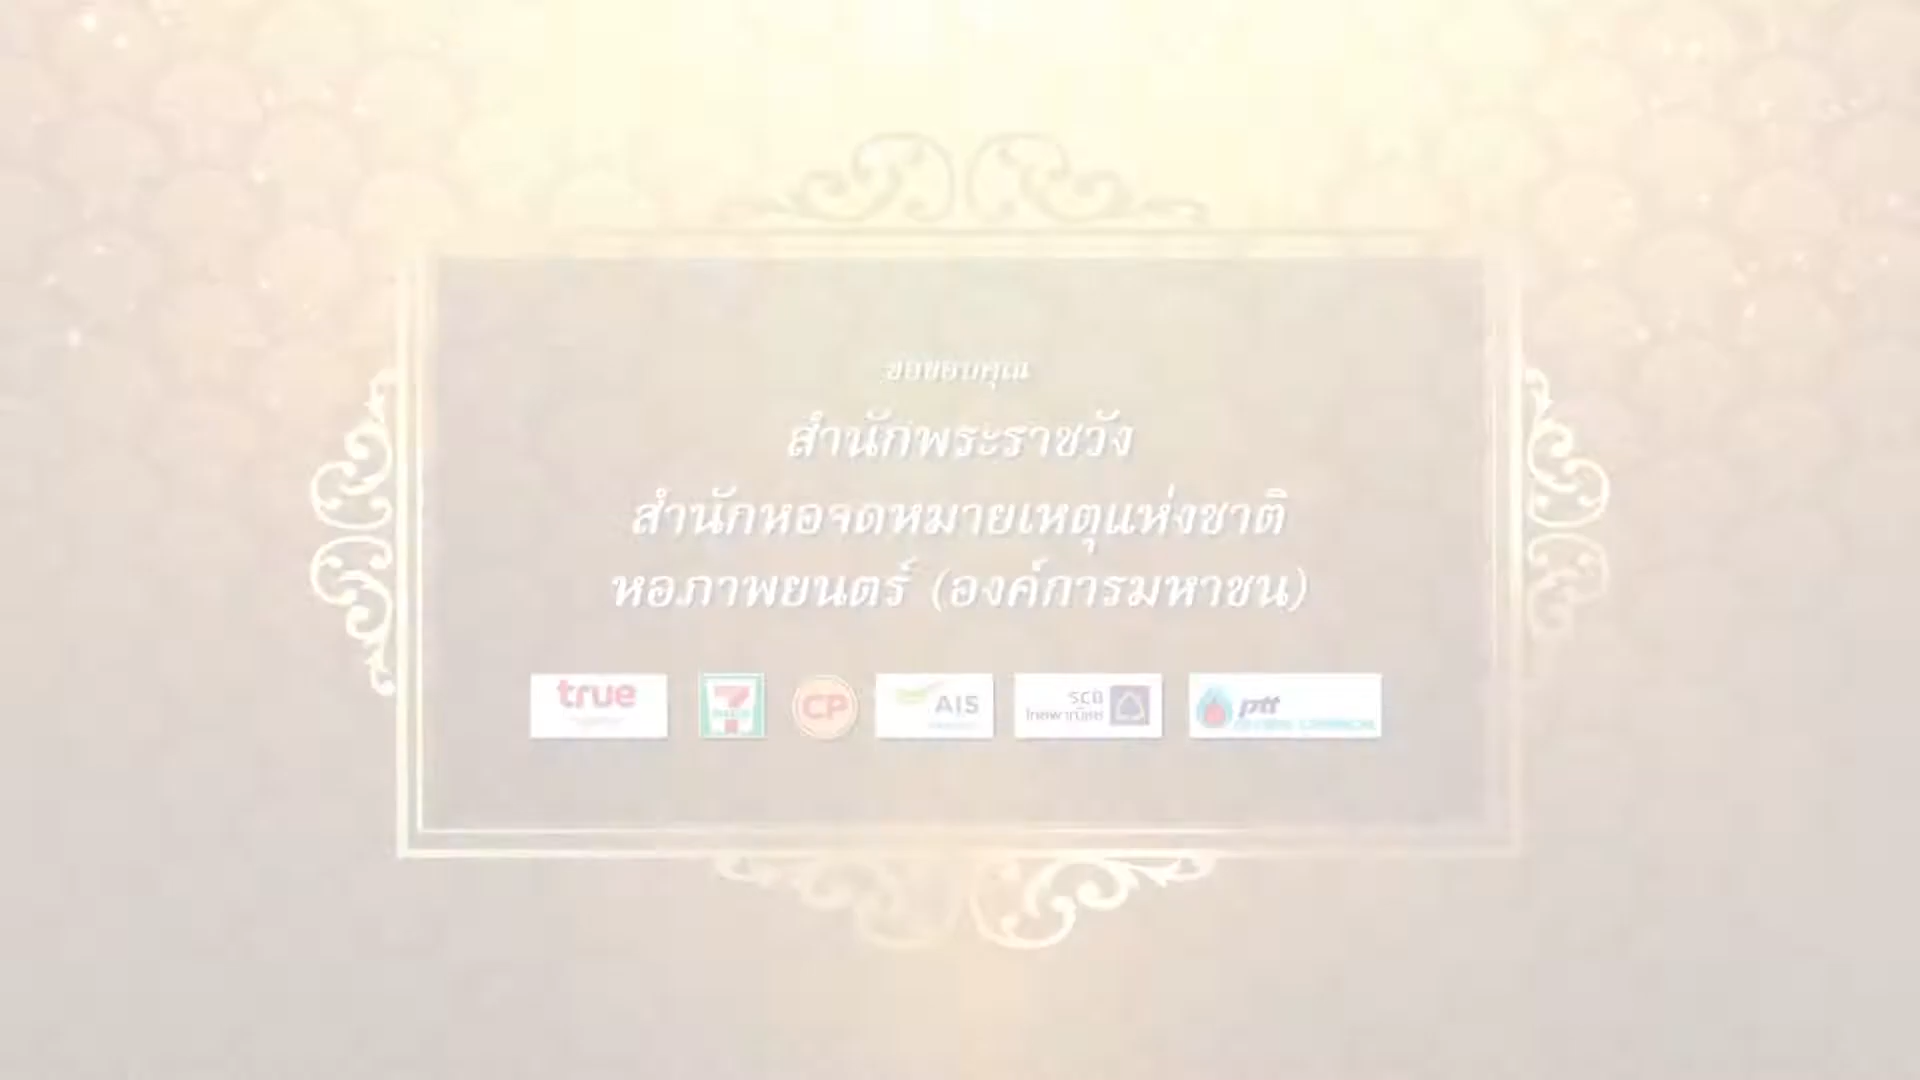 ขอขอบคุณ
สำนักพระราชวัง
สำนักหอจดหมายเหตุแห่งชาติ
หอภาพยนตร์ (องค์การมหาชน)
true
7
CP
AIS
SCB
ไทยพาณิชย์
ptt